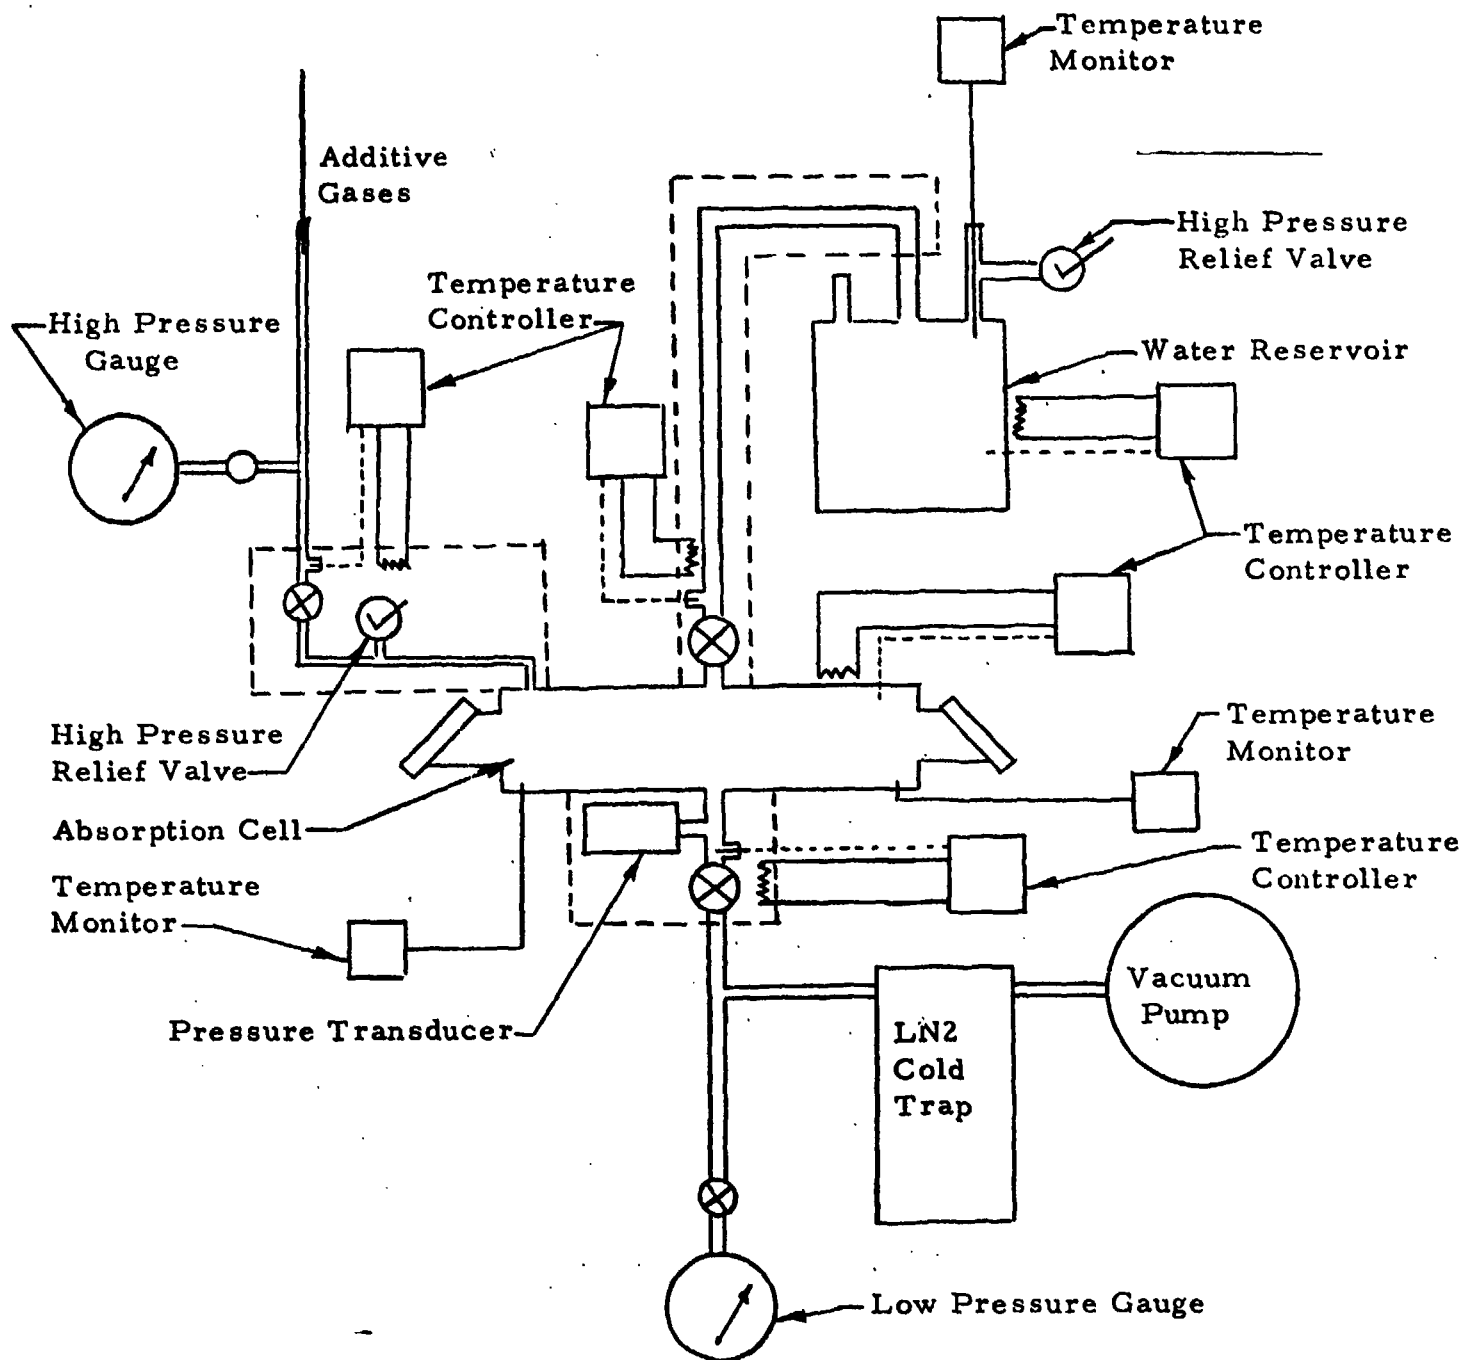 Temperature
Monitor
Additive
Gases
High Pressure
Relief Valve
Temperature
Controller
High Pressure
Gauge
Water Reservoir
Temperature
Controller
High Pressure
Relief Valve
Temperature
Monitor
Absorption Cell
Temperature
Controller
Temperature
Monitor
Vacuum
Pump
Pressure Transducer
LN2
Cold
Trap
Low Pressure Gauge